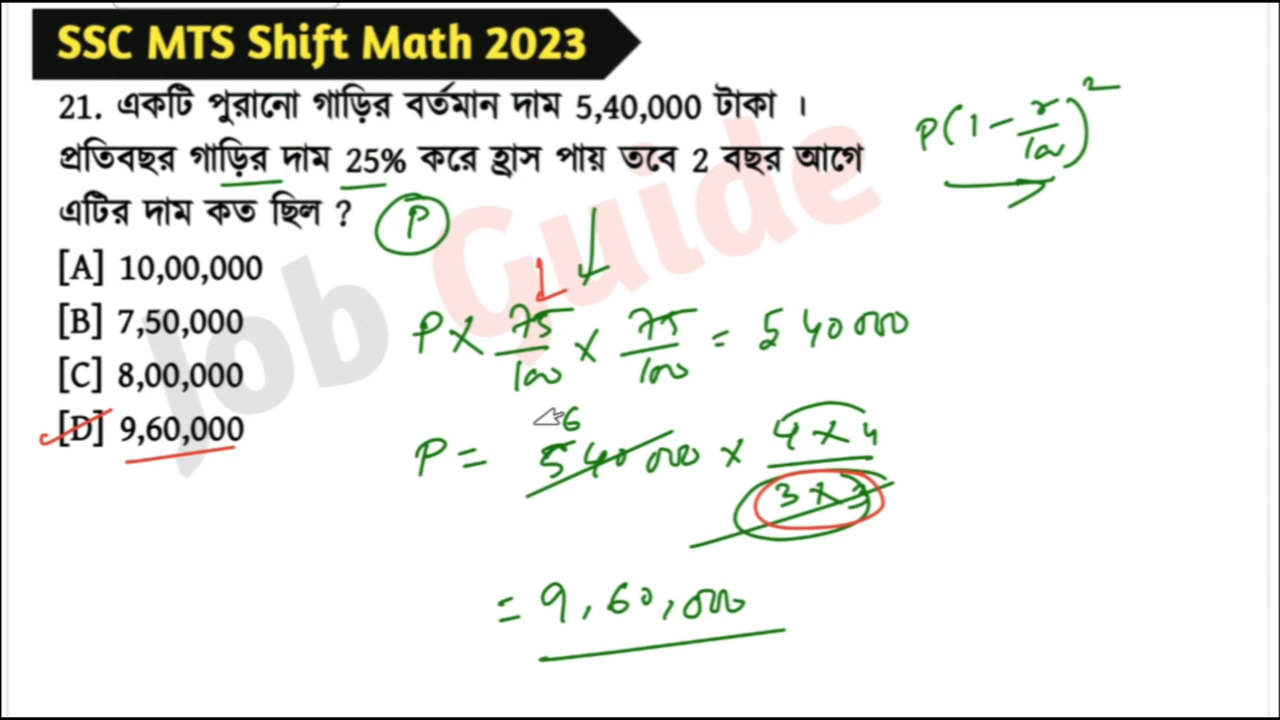 SSC MTS Shift Math 2023
21. একটি পুরানো গাড়ির বর্তমান দাম 5,40,000 টাকা ।
প্রতিবছর গাড়ির দাম 25% করে হ্রাস পায় তবে 2 বছর আগে
এটির দাম কত ছিল ?
P
P(1-r/100)²
[A] 10,00,000
[B] 7,50,000
[C] 8,00,000
[D] 9,60,000
P × 75/100 × 75/100 = 540000
6
P = 540000 × 4×4/3×3
= 9,60,000
Job Guide